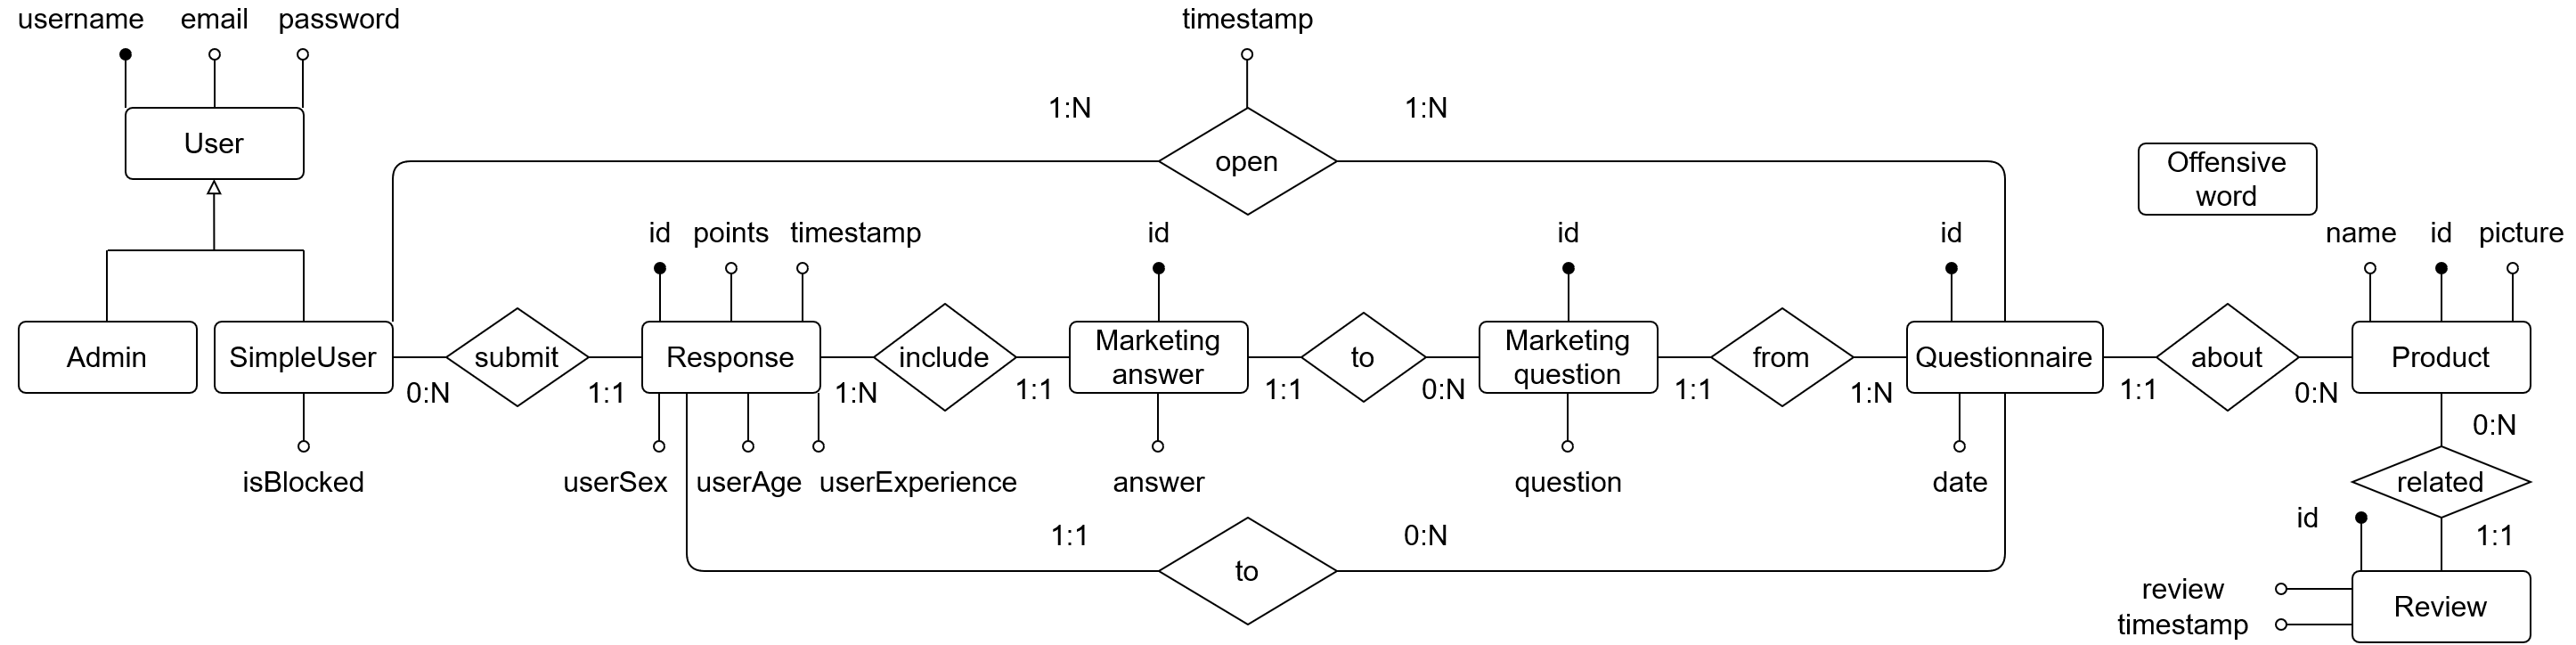 username email password
timestamp
1:N 1:N
User
open
Offensive
word
id points timestamp id id id name id picture
Admin SimpleUser submit Response include Marketing
answer to Marketing
question from Questionnaire about Product
0:N 1:1 1:N 1:1 1:1 0:N 1:1 1:N 1:1 0:N
0:N
isBlocked userSex userAge userExperience answer question date related
id
1:1 0:N 1:1
to
review
timestamp
Review